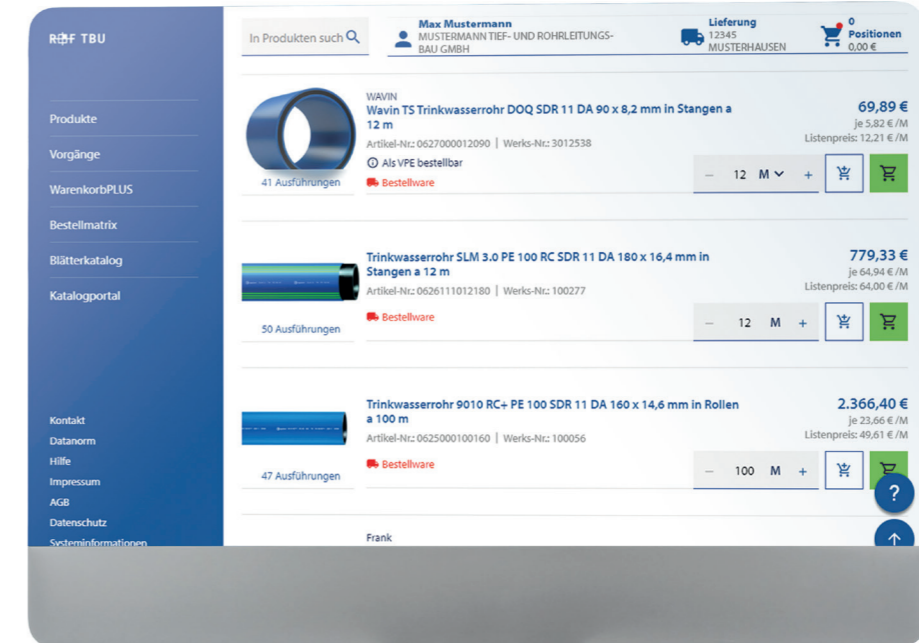 R+F TBU
In Produkten such
Max Mustermann
MUSTERMANN TIEF- UND ROHRLEITUNGS-
BAU GMBH
Lieferung
12345
MUSTERHAUSEN
0
Positionen
0,00 €
Produkte
Vorgänge
WarenkorbPLUS
Bestellmatrix
Blätterkatalog
Katalogportal
Kontakt
Datanorm
Hilfe
Impressum
AGB
Datenschutz
Systeminformationen
41 Ausführungen
WAVIN
Wavin TS Trinkwasserrohr DOQ SDR 11 DA 90 x 8,2 mm in Stangen a
12 m
Artikel-Nr.: 0627000012090 | Werks-Nr.: 3012538
Als VPE bestellbar
Bestellware
69,89 €
je 5,82 € /M
Listenpreis: 12,21 € /M
− 12 M +
50 Ausführungen
Trinkwasserrohr SLM 3.0 PE 100 RC SDR 11 DA 180 x 16,4 mm in
Stangen a 12 m
Artikel-Nr.: 0626111012180 | Werks-Nr.: 100277
Bestellware
779,33 €
je 64,94 € /M
Listenpreis: 64,00 € /M
− 12 M +
47 Ausführungen
Trinkwasserrohr 9010 RC+ PE 100 SDR 11 DA 160 x 14,6 mm in Rollen
a 100 m
Artikel-Nr.: 0625000100160 | Werks-Nr.: 100056
Bestellware
2.366,40 €
je 23,66 € /M
Listenpreis: 49,61 € /M
− 100 M +
?
Frank